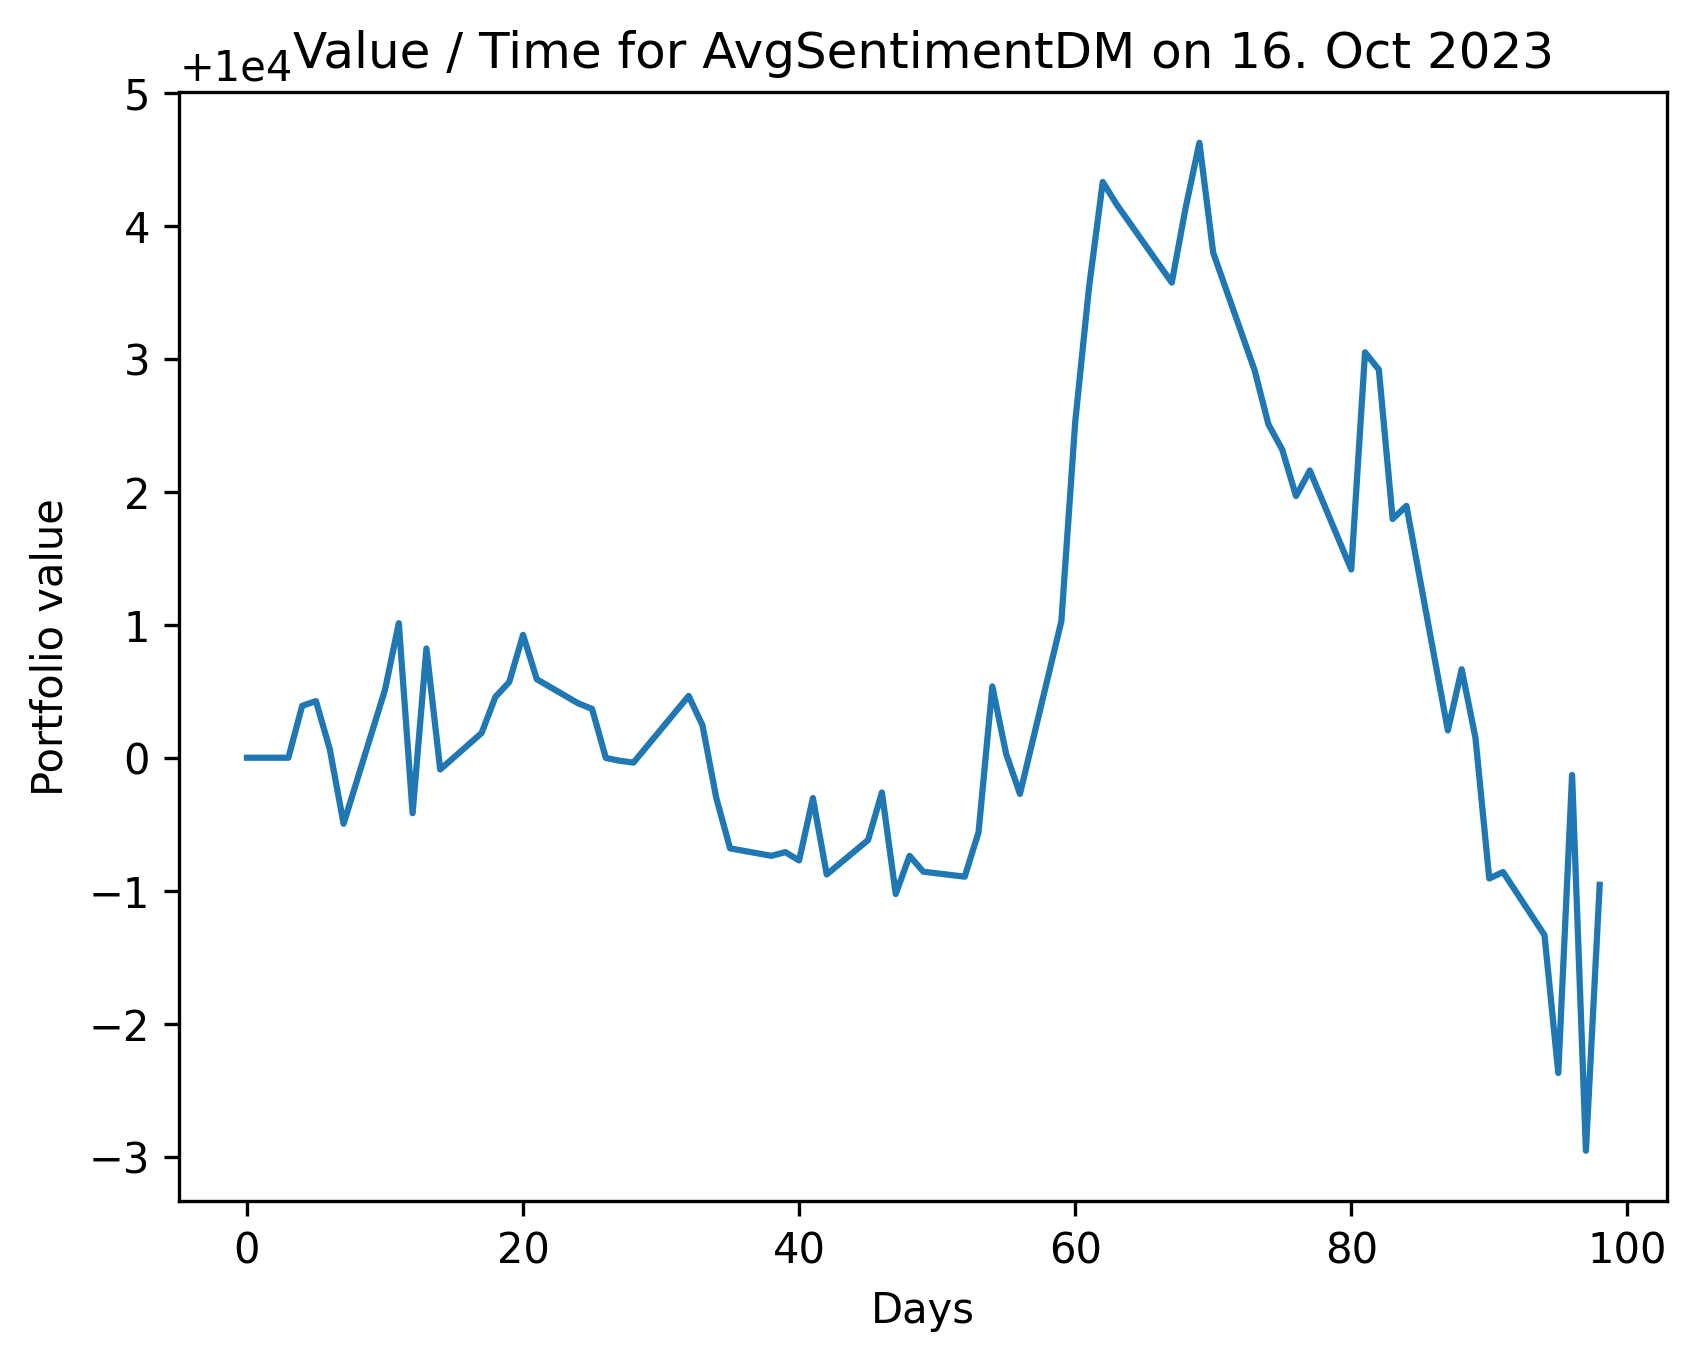 Value / Time for AvgSentimentDM on 16. Oct 2023
+1e4
5
4
3
2
1
0
−1
−2
−3
Portfolio value
0 20 40 60 80 100
Days